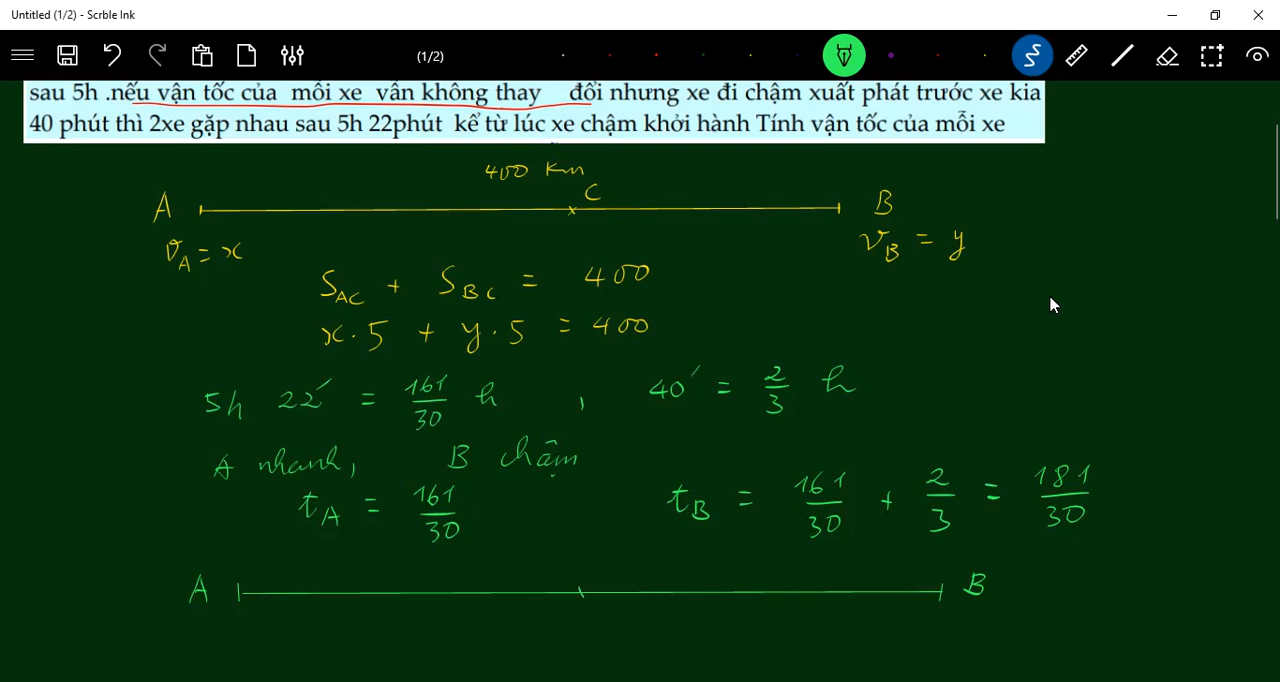 Untitled (1/2) - Scrble Ink
(1/2)
sau 5h .nếu vận tốc của mỗi xe vẫn không thay đổi nhưng xe đi chậm xuất phát trước xe kia
40 phút thì 2xe gặp nhau sau 5h 22phút kể từ lúc xe chậm khởi hành Tính vận tốc của mỗi xe
400 km
A C B
v_A = x v_B = y
S_AC + S_BC = 400
x . 5 + y . 5 = 400
5h 22' = 161/30 h , 40' = 2/3 h
A nhanh, B chậm
t_A = 161/30 t_B = 161/30 + 2/3 = 181/30
A B